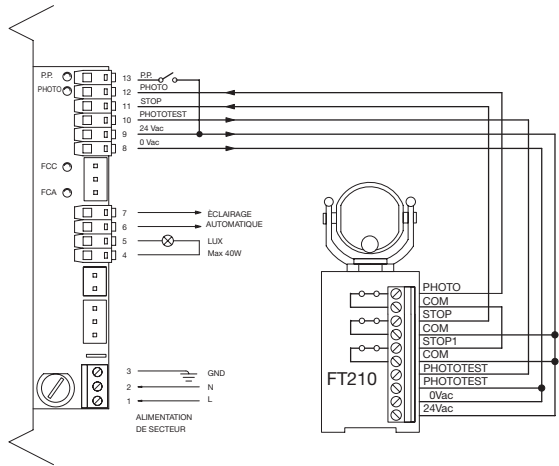 P.P. 13 P.P.
PHOTO 12 PHOTO
11 STOP
10 PHOTOTEST
9 24 Vac
8 0 Vac
FCC
FCA
7 ÉCLAIRAGE
6 AUTOMATIQUE
5 LUX
4 Max 40W
3 GND
2 N
1 L
ALIMENTATION
DE SECTEUR
FT210
PHOTO
COM
STOP
COM
STOP1
COM
PHOTOTEST
PHOTOTEST
0Vac
24Vac